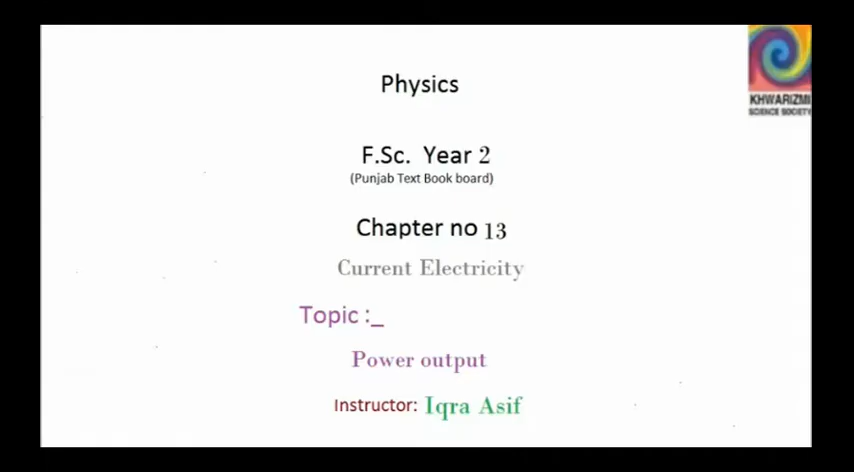 Physics
KHWARIZMI
SCIENCE SOCIETY
F.Sc. Year 2
(Punjab Text Book board)
Chapter no 13
Current Electricity
Topic :_
Power output
Instructor: Iqra Asif